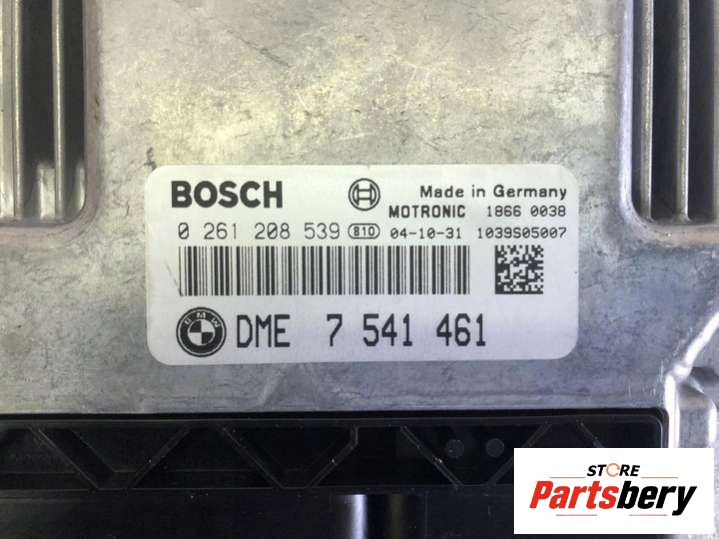 BOSCH Made in Germany
MOTRONIC 1866 0038
0 261 208 539 810 04-10-31 1039S05007
BMW DME 7 541 461
STORE
Partsbery